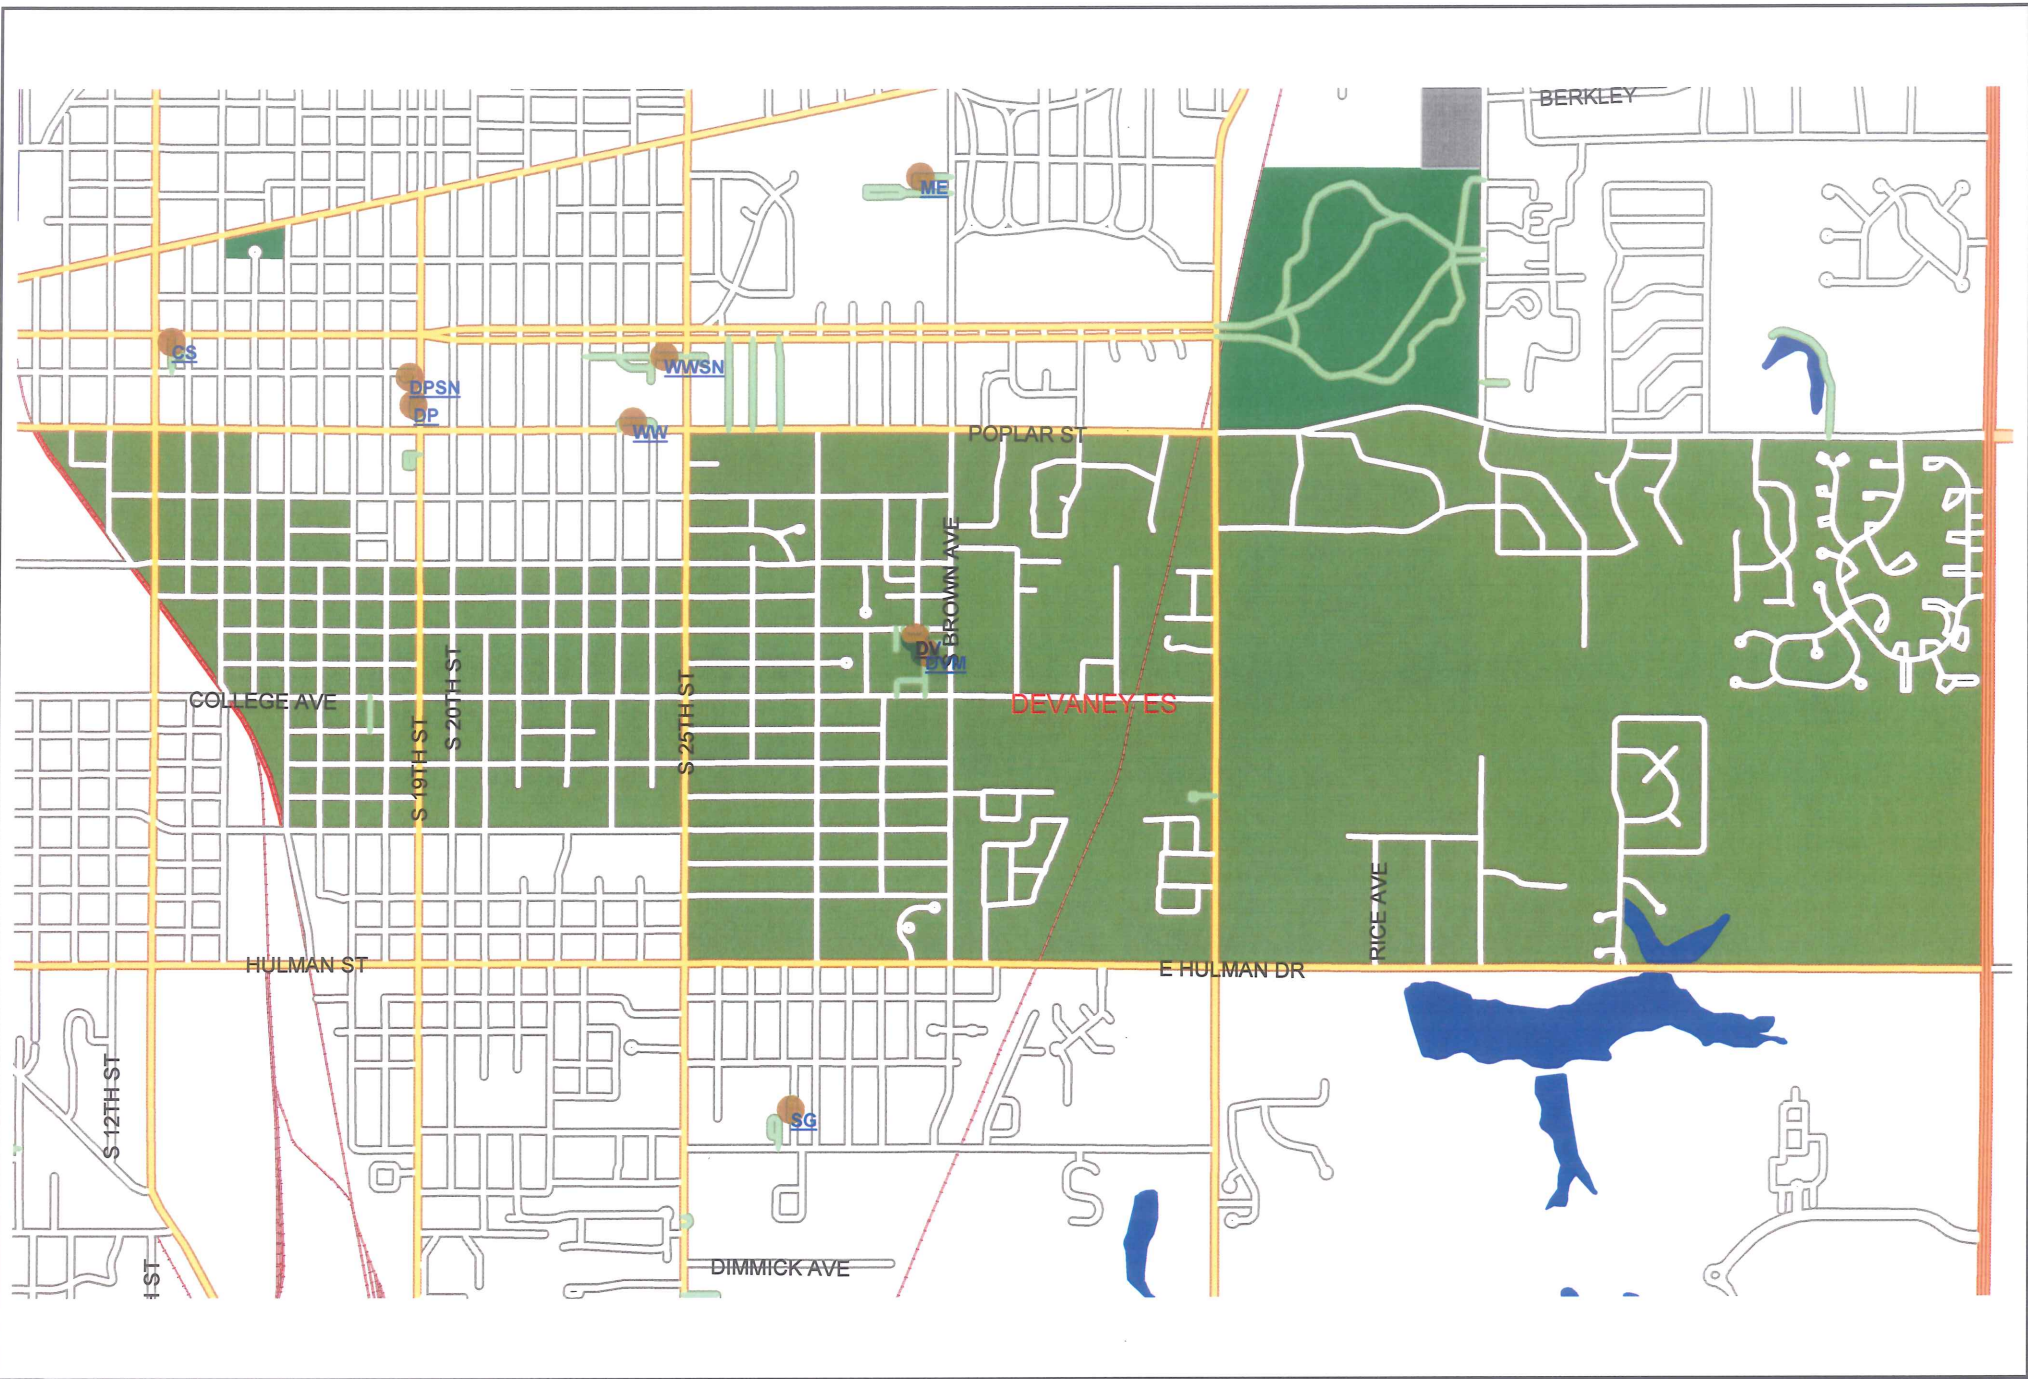 BERKLEY
ME
CS
WWSN
DPSN
DP
WW
POPLAR ST
S BROWN AVE
DV
DVM
COLLEGE AVE
S 20TH ST
S 25TH ST
DEVANEY ES
S 19TH ST
RICE AVE
HULMAN ST
E HULMAN DR
S 12TH ST
SG
DIMMICK AVE
ST